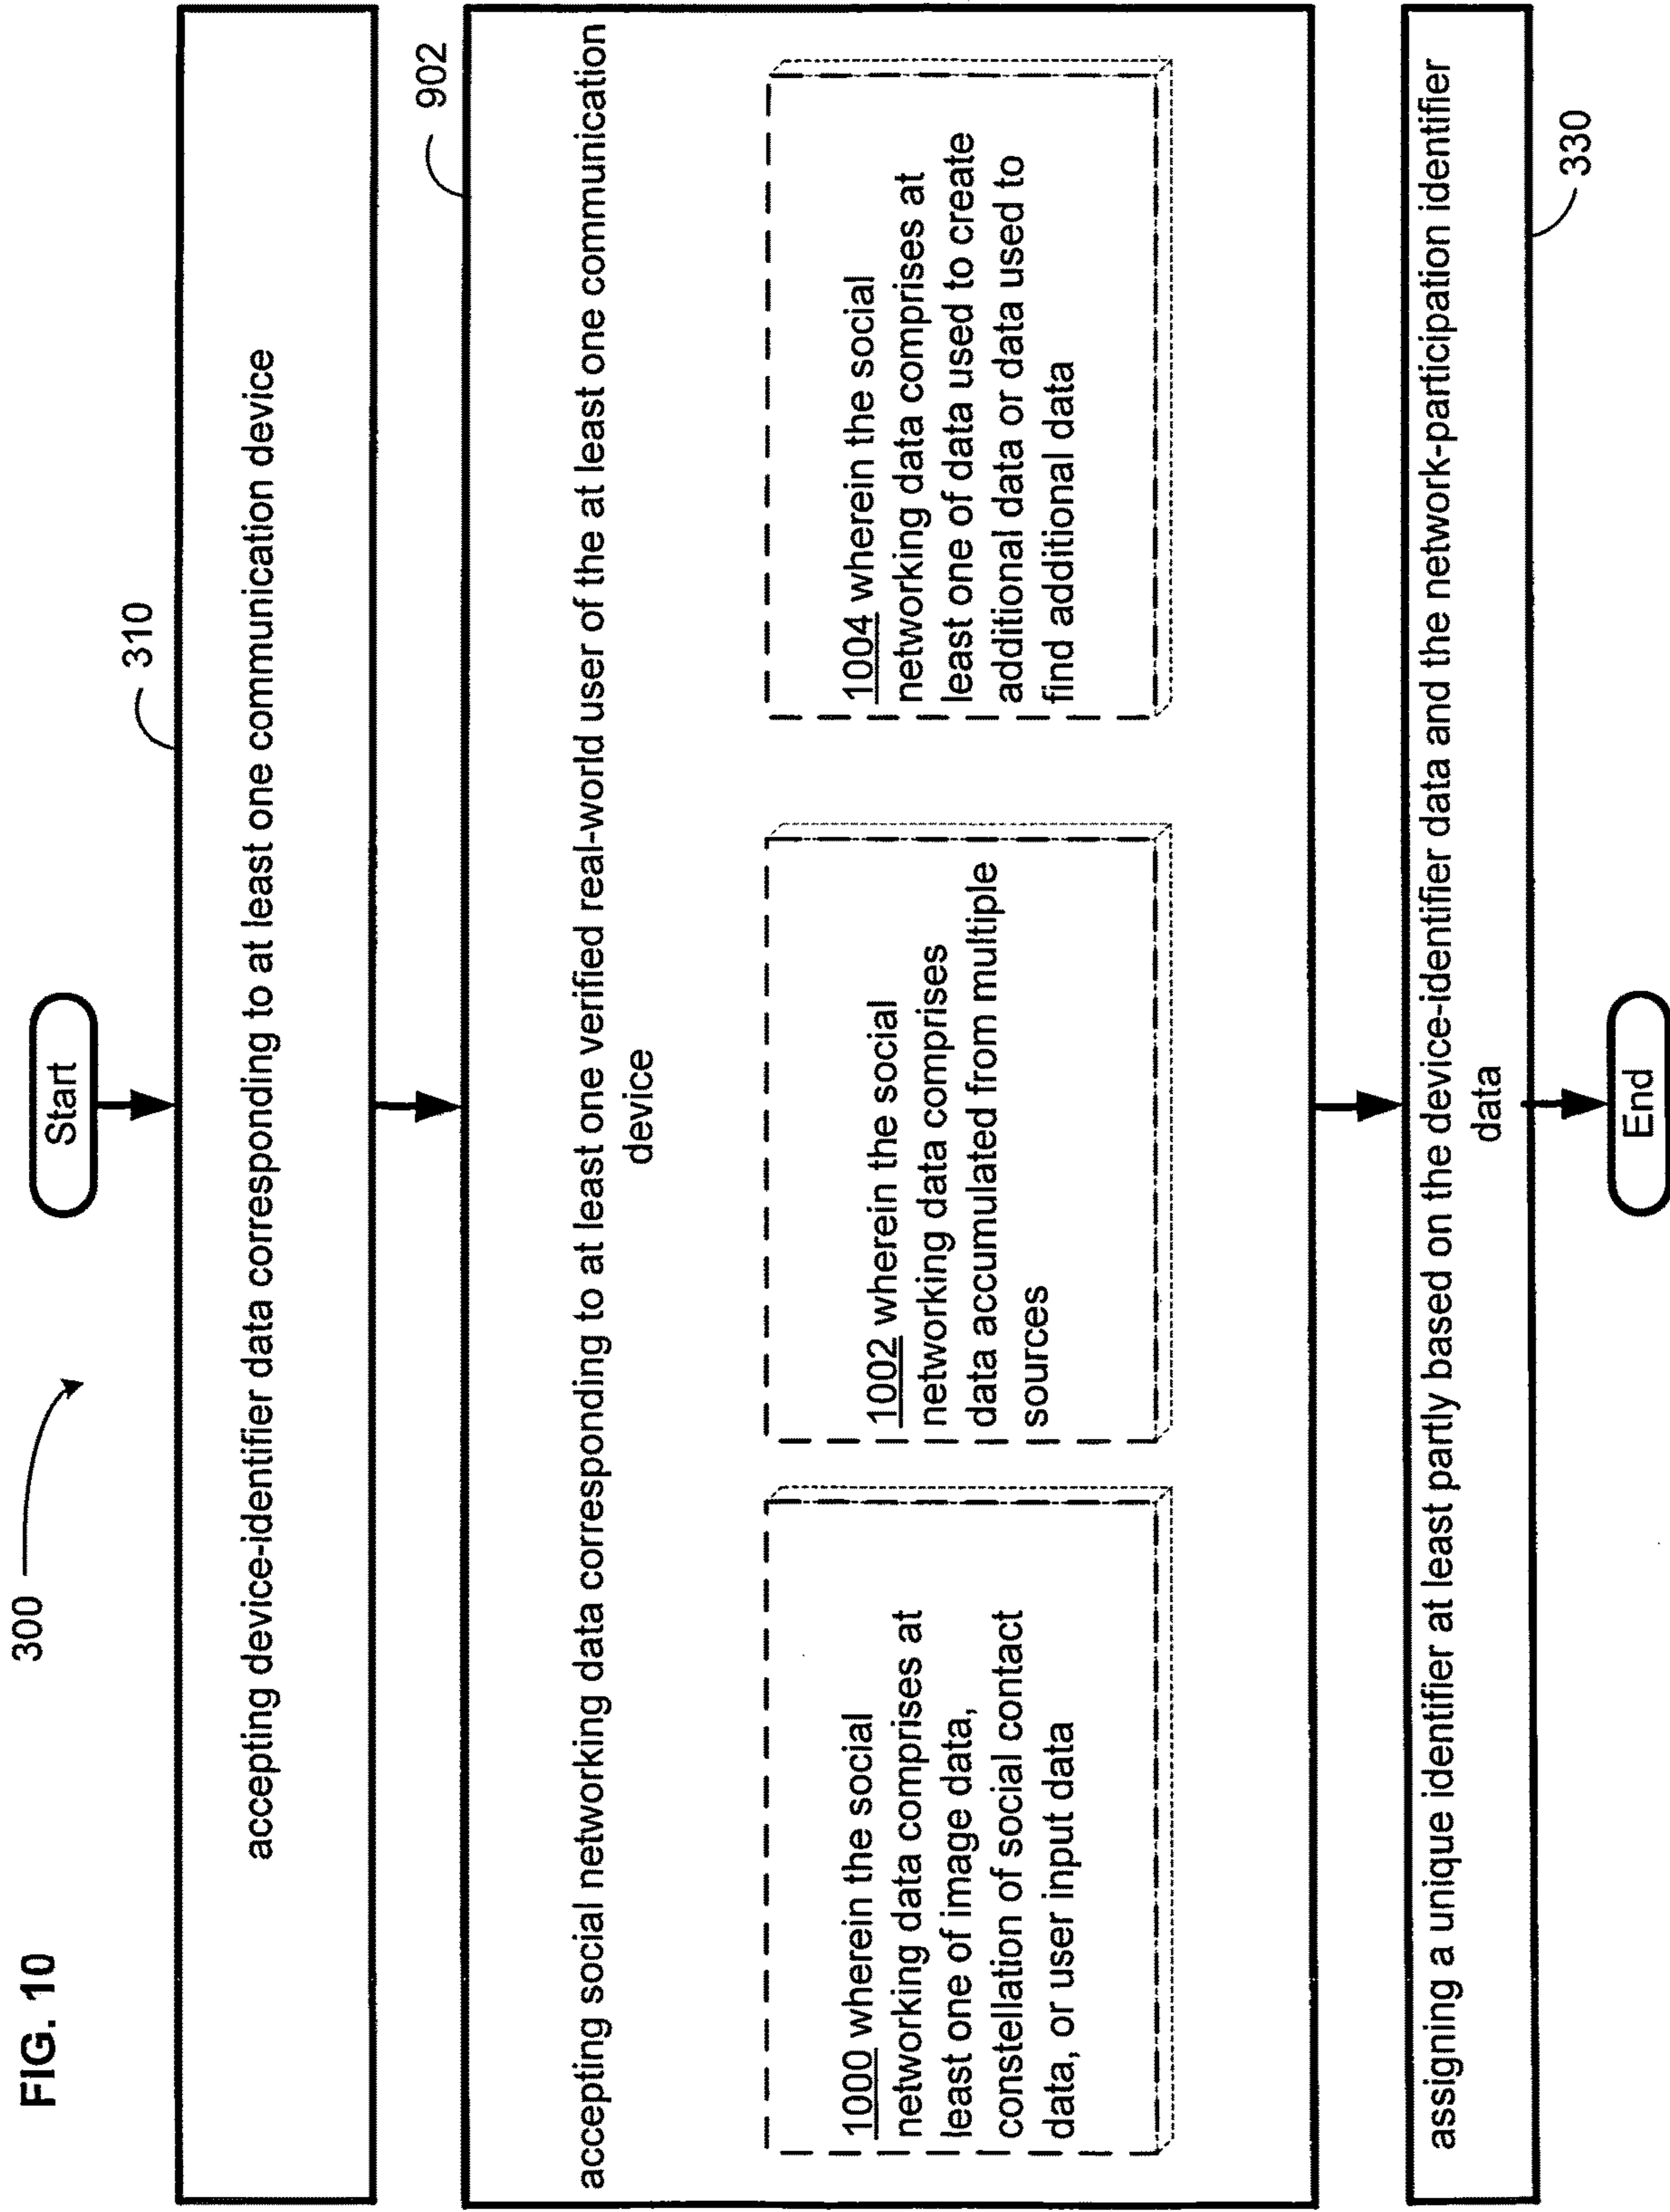 FIG. 10
300
Start
310
accepting device-identifier data corresponding to at least one communication device
902
accepting social networking data corresponding to at least one verified real-world user of the at least one communication
device
1000 wherein the social
networking data comprises at
least one of image data,
constellation of social contact
data, or user input data
1002 wherein the social
networking data comprises
data accumulated from multiple
sources
1004 wherein the social
networking data comprises at
least one of data used to create
additional data or data used to
find additional data
assigning a unique identifier at least partly based on the device-identifier data and the network-participation identifier
data
330
End